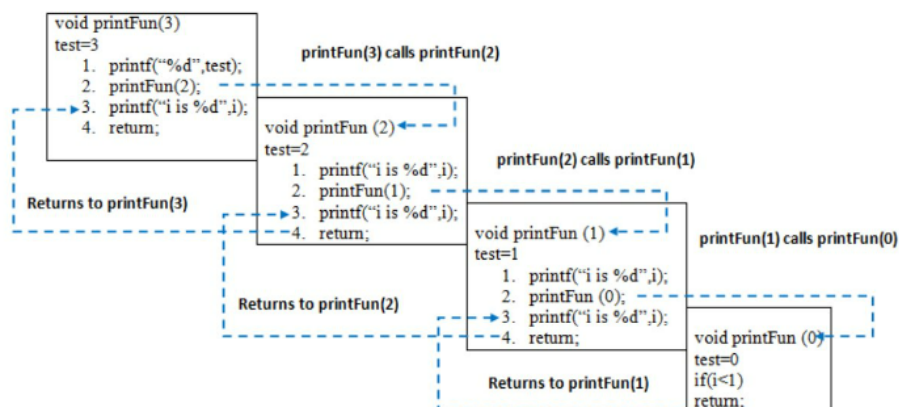 void printFun(3)
test=3
1. printf("%d",test);
2. printFun(2);
3. printf("i is %d",i);
4. return;
printFun(3) calls printFun(2)
void printFun (2)
test=2
1. printf("i is %d",i);
2. printFun(1);
3. printf("i is %d",i);
4. return;
Returns to printFun(3)
printFun(2) calls printFun(1)
void printFun (1)
test=1
1. printf("i is %d",i);
2. printFun (0);
3. printf("i is %d",i);
4. return;
Returns to printFun(2)
printFun(1) calls printFun(0)
void printFun (0)
test=0
if(i<1)
return;
Returns to printFun(1)